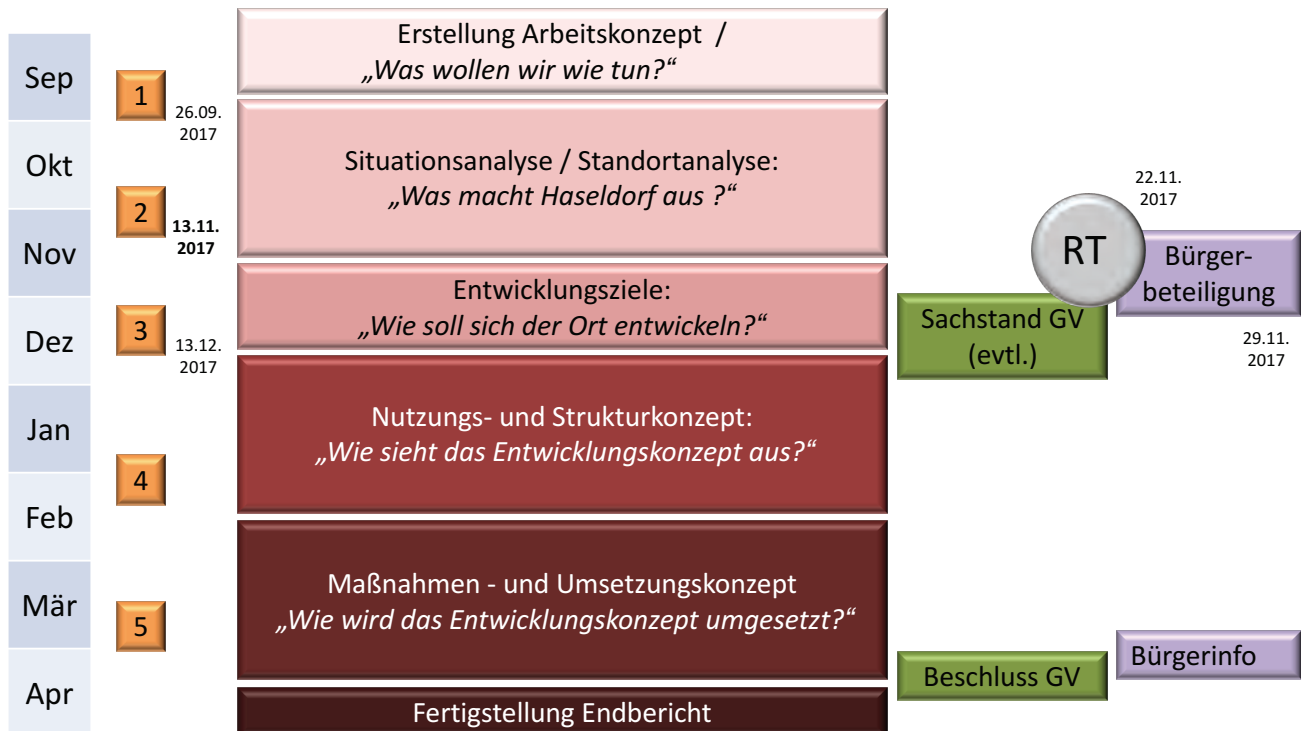 Sep
Okt
Nov
Dez
Jan
Feb
Mär
Apr
1
26.09.
2017
2
13.11.
2017
3
13.12.
2017
4
5
Erstellung Arbeitskonzept /
„Was wollen wir wie tun?“
Situationsanalyse / Standortanalyse:
„Was macht Haseldorf aus ?“
Entwicklungsziele:
„Wie soll sich der Ort entwickeln?“
Nutzungs- und Strukturkonzept:
„Wie sieht das Entwicklungskonzept aus?“
Maßnahmen - und Umsetzungskonzept
„Wie wird das Entwicklungskonzept umgesetzt?“
Fertigstellung Endbericht
22.11.
2017
RT
Bürger-
beteiligung
29.11.
2017
Sachstand GV
(evtl.)
Beschluss GV
Bürgerinfo